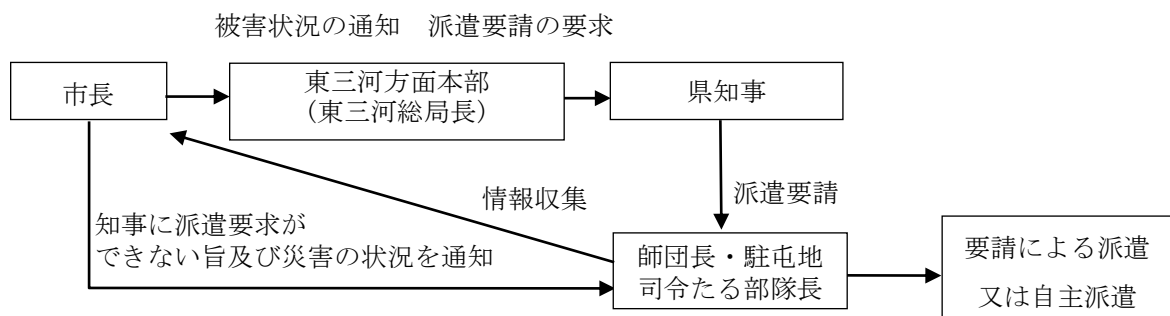 被害状況の通知　派遣要請の要求
市長
東三河方面本部
(東三河総局長)
県知事
情報収集
派遣要請
知事に派遣要求が
できない旨及び災害の状況を通知
師団長・駐屯地
司令たる部隊長
要請による派遣
又は自主派遣